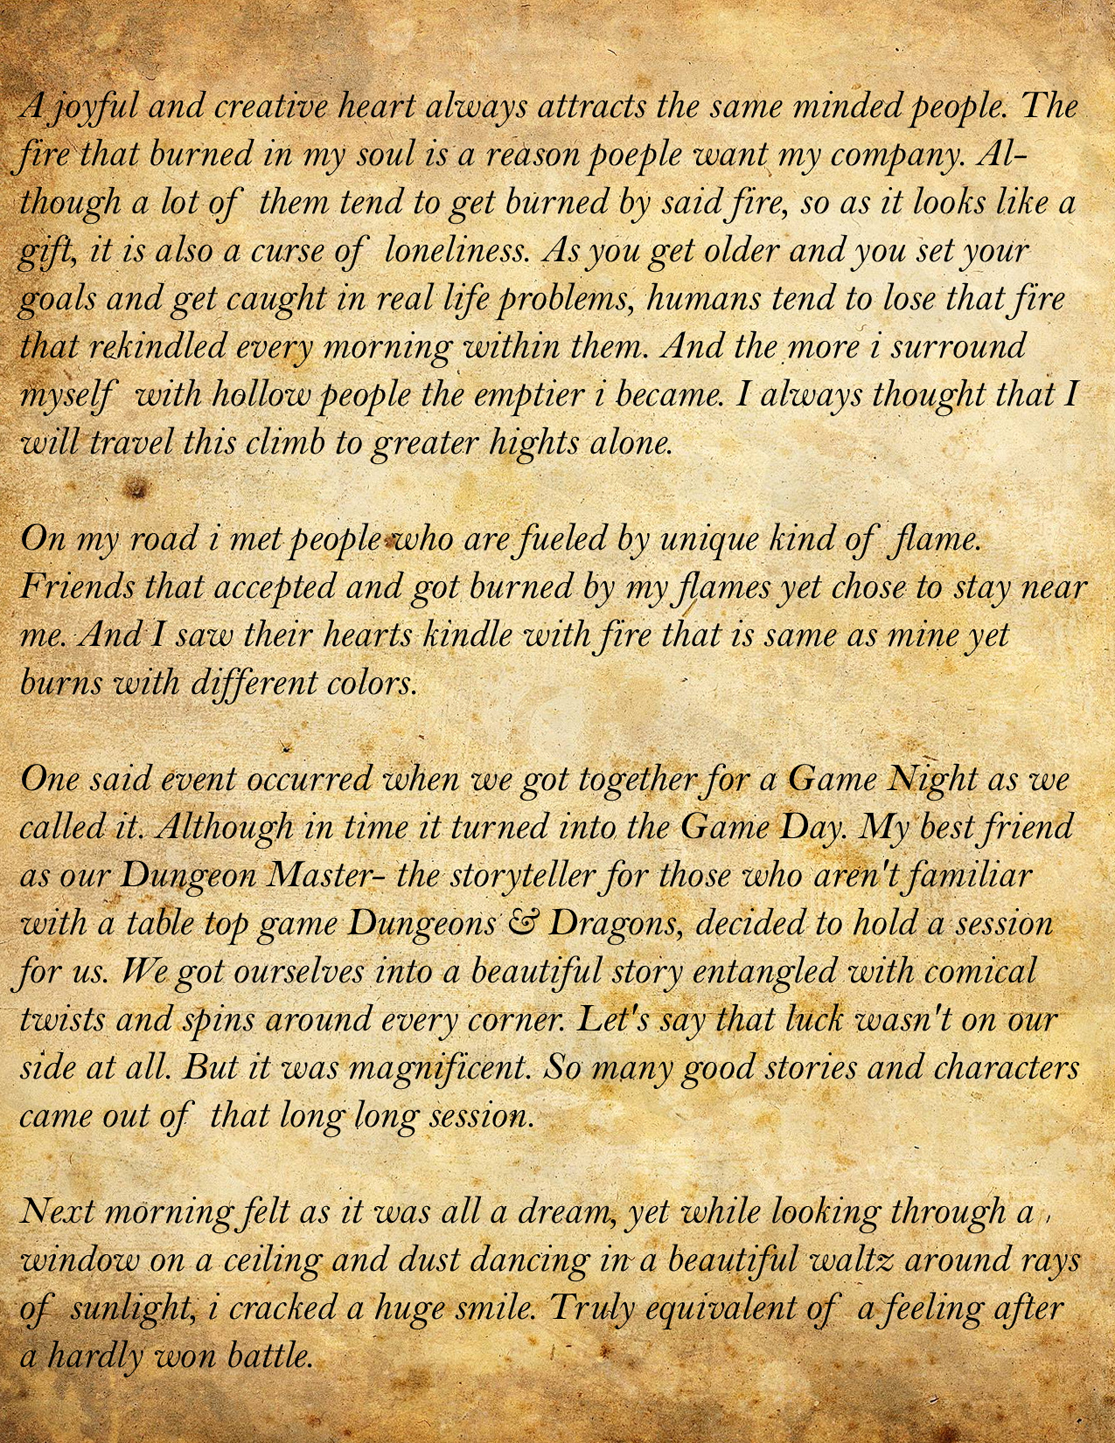 A joyful and creative heart always attracts the same minded people. The
fire that burned in my soul is a reason poeple want my company. Al-
though a lot of them tend to get burned by said fire, so as it looks like a
gift, it is also a curse of loneliness. As you get older and you set your
goals and get caught in real life problems, humans tend to lose that fire
that rekindled every morning within them. And the more i surround
myself with hollow people the emptier i became. I always thought that I
will travel this climb to greater hights alone.

On my road i met people who are fueled by unique kind of flame.
Friends that accepted and got burned by my flames yet chose to stay near
me. And I saw their hearts kindle with fire that is same as mine yet
burns with different colors.

One said event occurred when we got together for a Game Night as we
called it. Although in time it turned into the Game Day. My best friend
as our Dungeon Master- the storyteller for those who aren't familiar
with a table top game Dungeons & Dragons, decided to hold a session
for us. We got ourselves into a beautiful story entangled with comical
twists and spins around every corner. Let's say that luck wasn't on our
side at all. But it was magnificent. So many good stories and characters
came out of that long long session.

Next morning felt as it was all a dream, yet while looking through a
window on a ceiling and dust dancing in a beautiful waltz around rays
of sunlight, i cracked a huge smile. Truly equivalent of a feeling after
a hardly won battle.